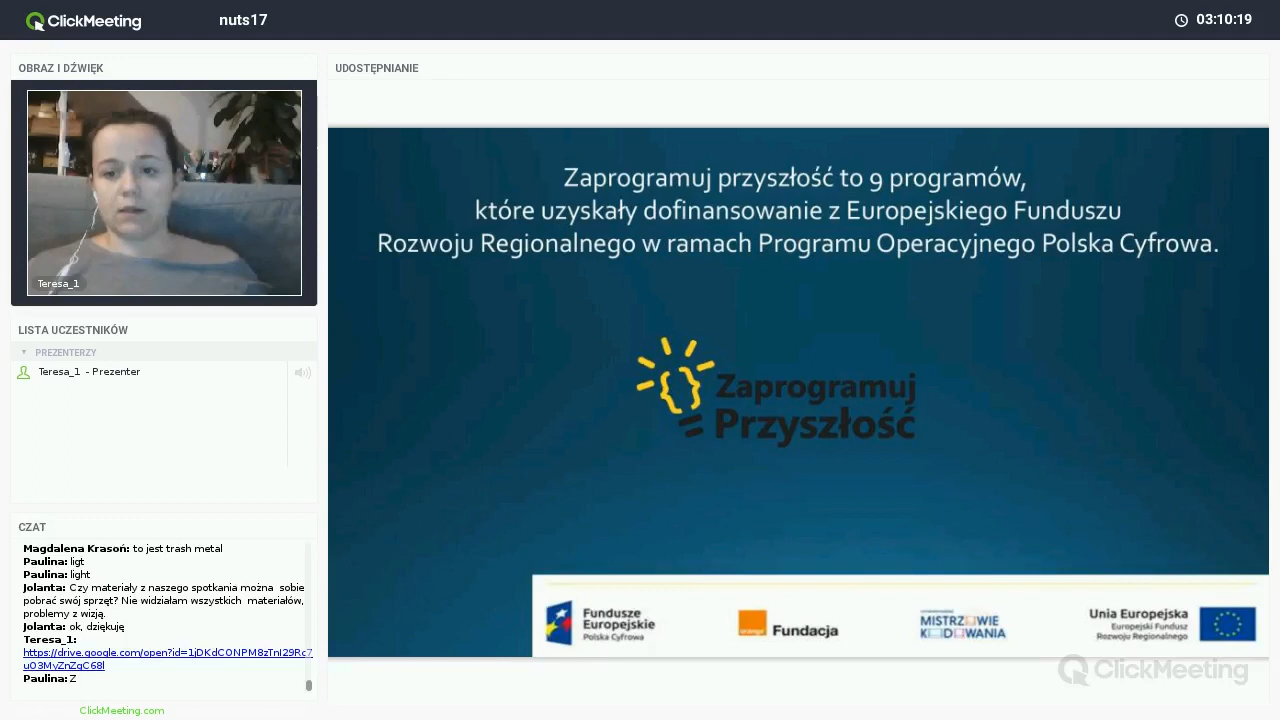 ClickMeeting
nuts17
03:10:19
OBRAZ I DŹWIĘK
UDOSTĘPNIANIE
Teresa_1
LISTA UCZESTNIKÓW
PREZENTERZY
Teresa_1 - Prezenter
CZAT
Magdalena Krasoń: to jest trash metal
Paulina: ligt
Paulina: light
Jolanta: Czy materiały z naszego spotkania można sobie
pobrać swój sprzęt? Nie widziałam wszystkich materiałów,
problemy z wizją.
Jolanta: ok, dziękuję
Teresa_1:
https://drive.google.com/open?id=1jDKdCONPM8zTnI29Rc7
u03MyZnZgC68l
Paulina: Z
ClickMeeting.com
Zaprogramuj przyszłość to 9 programów,
które uzyskały dofinansowanie z Europejskiego Funduszu
Rozwoju Regionalnego w ramach Programu Operacyjnego Polska Cyfrowa.
Zaprogramuj
Przyszłość
Fundusze
Europejskie
Polska Cyfrowa
Fundacja
MISTRZOWIE
KODOWANIA
Unia Europejska
Europejski Fundusz
Rozwoju Regionalnego
ClickMeeting